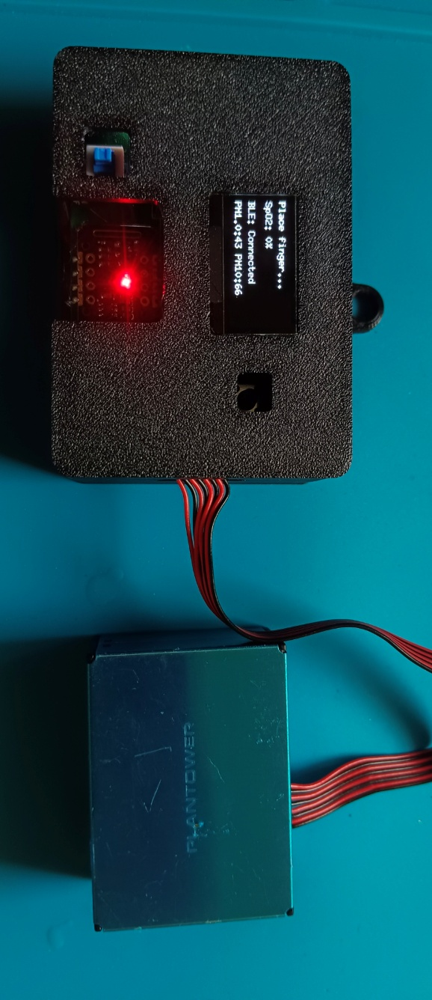 Place finger...
SpO2: 0%
BLE: Connected
PM1.0:43 PM10:66
PLANTOWER